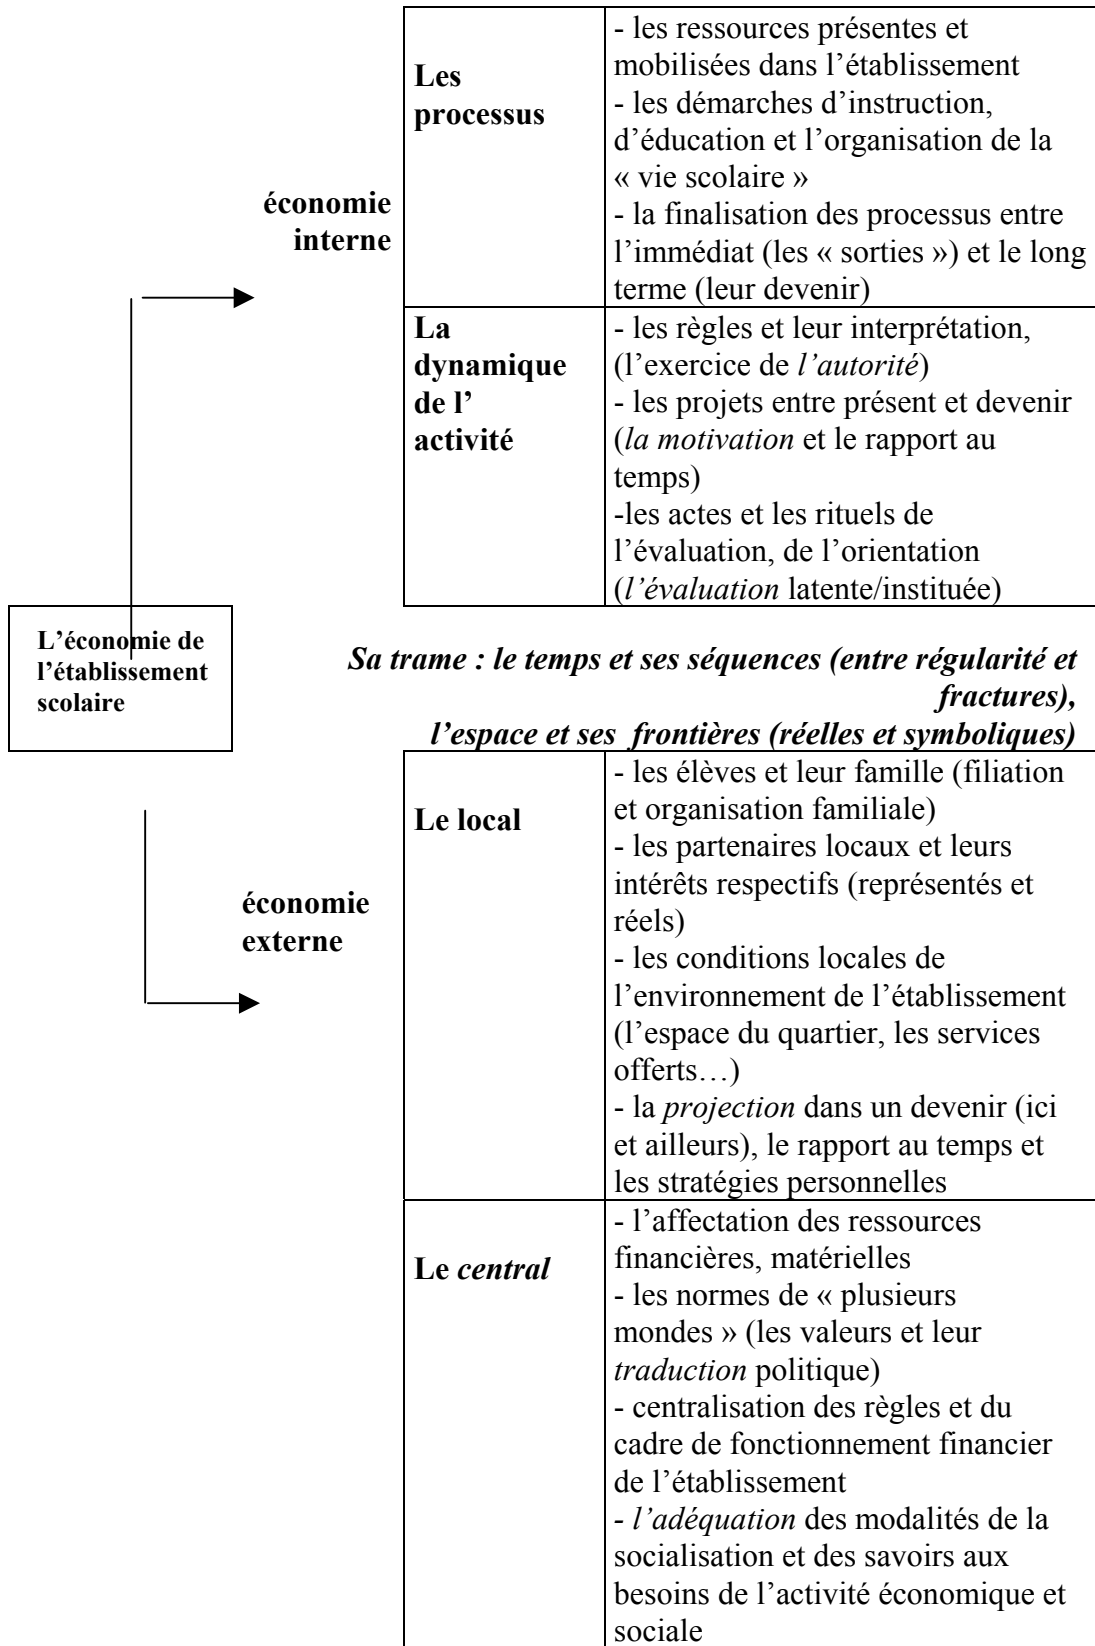 Les
processus
- les ressources présentes et
mobilisées dans l’établissement
- les démarches d’instruction,
d’éducation et l’organisation de la
« vie scolaire »
- la finalisation des processus entre
l’immédiat (les « sorties ») et le long
terme (leur devenir)
économie
interne
La
dynamique
de l’
activité
- les règles et leur interprétation,
(l’exercice de l’autorité)
- les projets entre présent et devenir
(la motivation et le rapport au
temps)
-les actes et les rituels de
l’évaluation, de l’orientation
(l’évaluation latente/instituée)
L’économie de
l’établissement
scolaire
Sa trame : le temps et ses séquences (entre régularité et
fractures),
l’espace et ses frontières (réelles et symboliques)
économie
externe
Le local
- les élèves et leur famille (filiation
et organisation familiale)
- les partenaires locaux et leurs
intérêts respectifs (représentés et
réels)
- les conditions locales de
l’environnement de l’établissement
(l’espace du quartier, les services
offerts…)
- la projection dans un devenir (ici
et ailleurs), le rapport au temps et
les stratégies personnelles
Le central
- l’affectation des ressources
financières, matérielles
- les normes de « plusieurs
mondes » (les valeurs et leur
traduction politique)
- centralisation des règles et du
cadre de fonctionnement financier
de l’établissement
- l’adéquation des modalités de la
socialisation et des savoirs aux
besoins de l’activité économique et
sociale